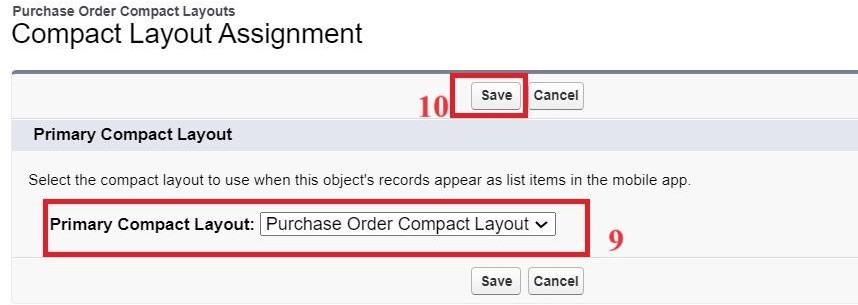 Purchase Order Compact Layouts
Compact Layout Assignment
10 Save Cancel
Primary Compact Layout
Select the compact layout to use when this object's records appear as list items in the mobile app.
Primary Compact Layout: Purchase Order Compact Layout
9
Save Cancel